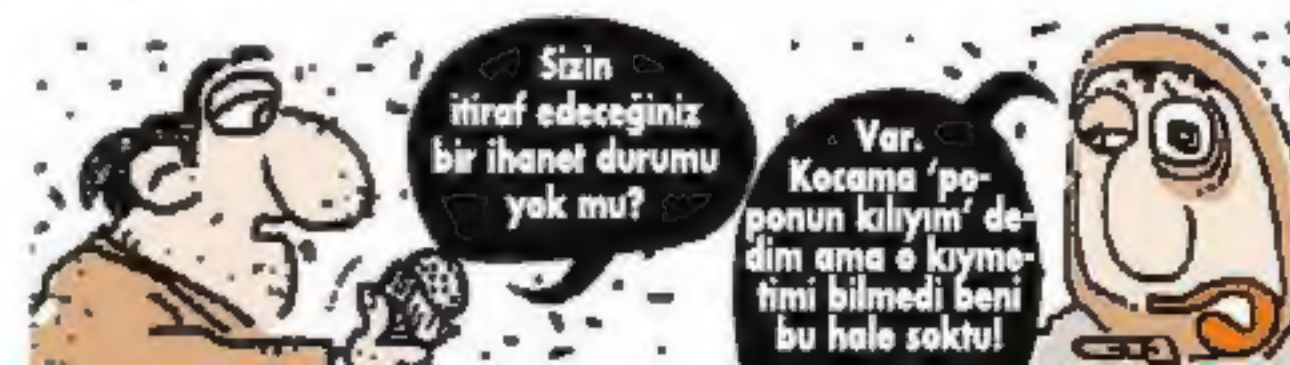 Sizin
itiraf edeceğiniz
bir ihanet durumu
yok mu?
Var.
Kocama 'po-
ponun kılıyım' de-
dim ama o kıyme-
timi bilmedi beni
bu hale soktu!